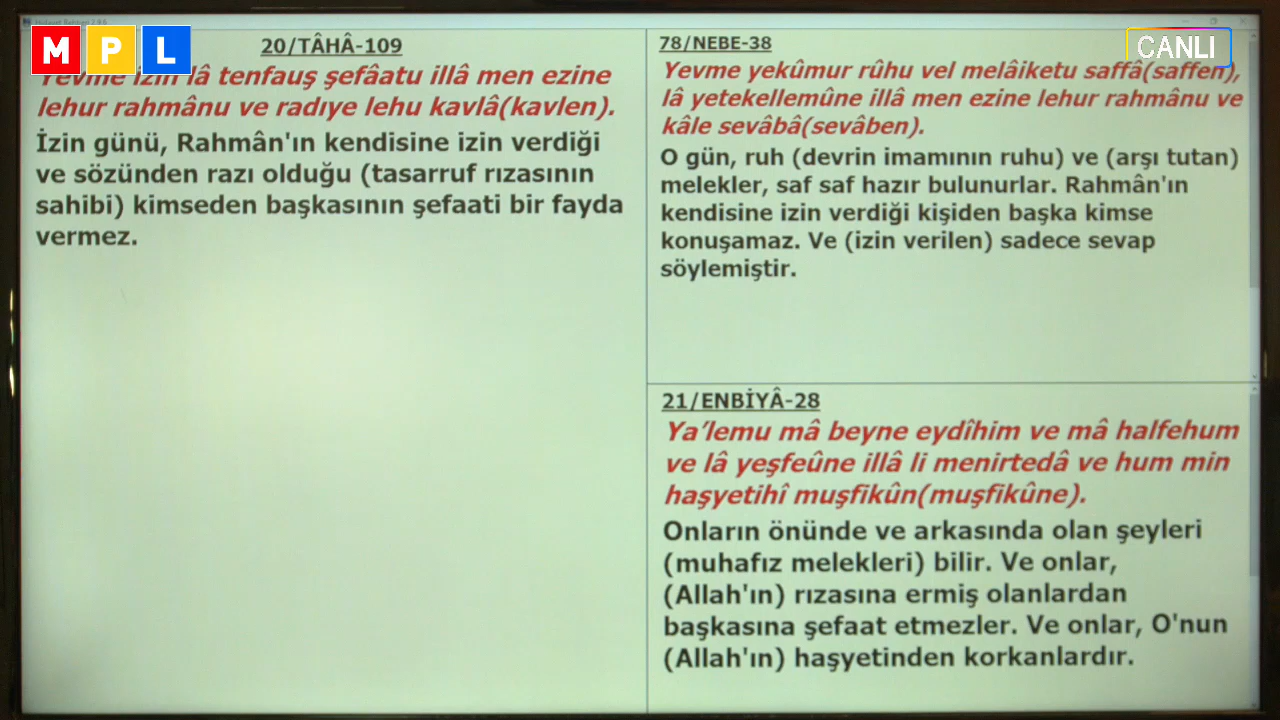 MPL
CANLI
20/TÂHÂ-109
Yevme izin lâ tenfauş şefâatu illâ men ezine
lehur rahmânu ve radıye lehu kavlâ(kavlen).
İzin günü, Rahmân'ın kendisine izin verdiği
ve sözünden razı olduğu (tasarruf rızasının
sahibi) kimseden başkasının şefaati bir fayda
vermez.
78/NEBE-38
Yevme yekûmur rûhu vel melâiketu saffâ(saffen),
lâ yetekellemûne illâ men ezine lehur rahmânu ve
kâle sevâbâ(sevâben).
O gün, ruh (devrin imamının ruhu) ve (arşı tutan)
melekler, saf saf hazır bulunurlar. Rahmân'ın
kendisine izin verdiği kişiden başka kimse
konuşamaz. Ve (izin verilen) sadece sevap
söylemiştir.
21/ENBİYÂ-28
Ya’lemu mâ beyne eydîhim ve mâ halfehum
ve lâ yeşfeûne illâ li menirtedâ ve hum min
haşyetihî muşfikûn(muşfikûne).
Onların önünde ve arkasında olan şeyleri
(muhafız melekleri) bilir. Ve onlar,
(Allah'ın) rızasına ermiş olanlardan
başkasına şefaat etmezler. Ve onlar, O'nun
(Allah'ın) haşyetinden korkanlardır.